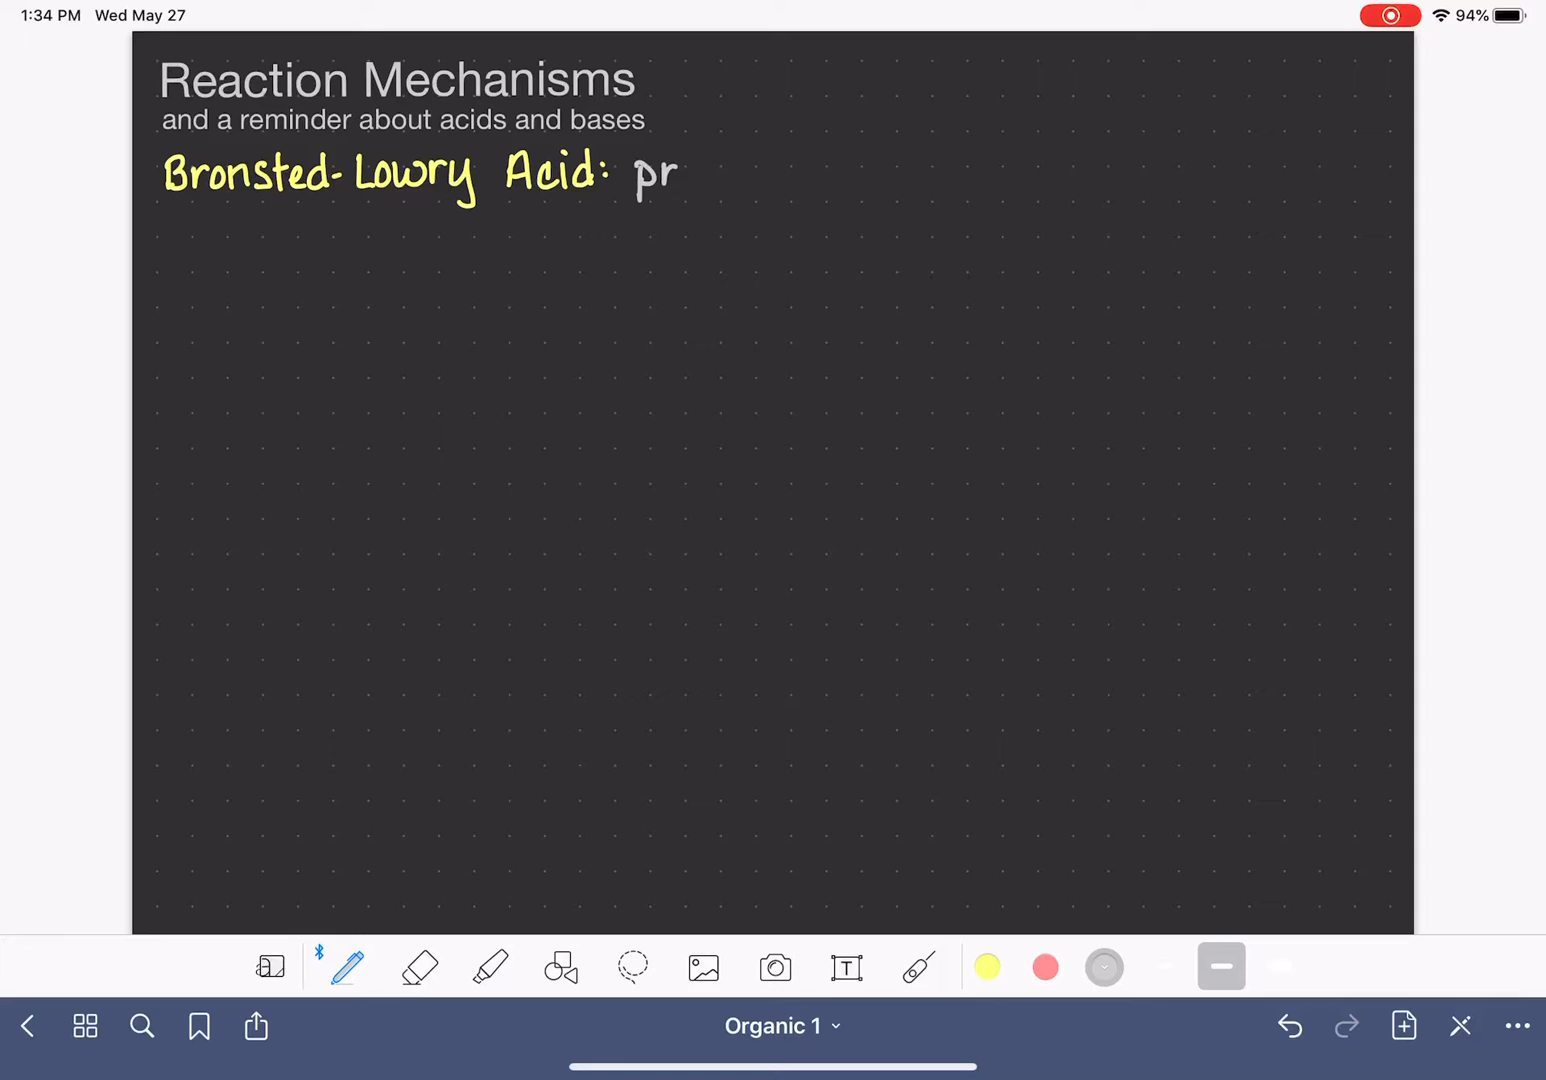 1:34 PM Wed May 27 94%
Reaction Mechanisms
and a reminder about acids and bases
Bronsted-Lowry Acid: pr
Organic 1